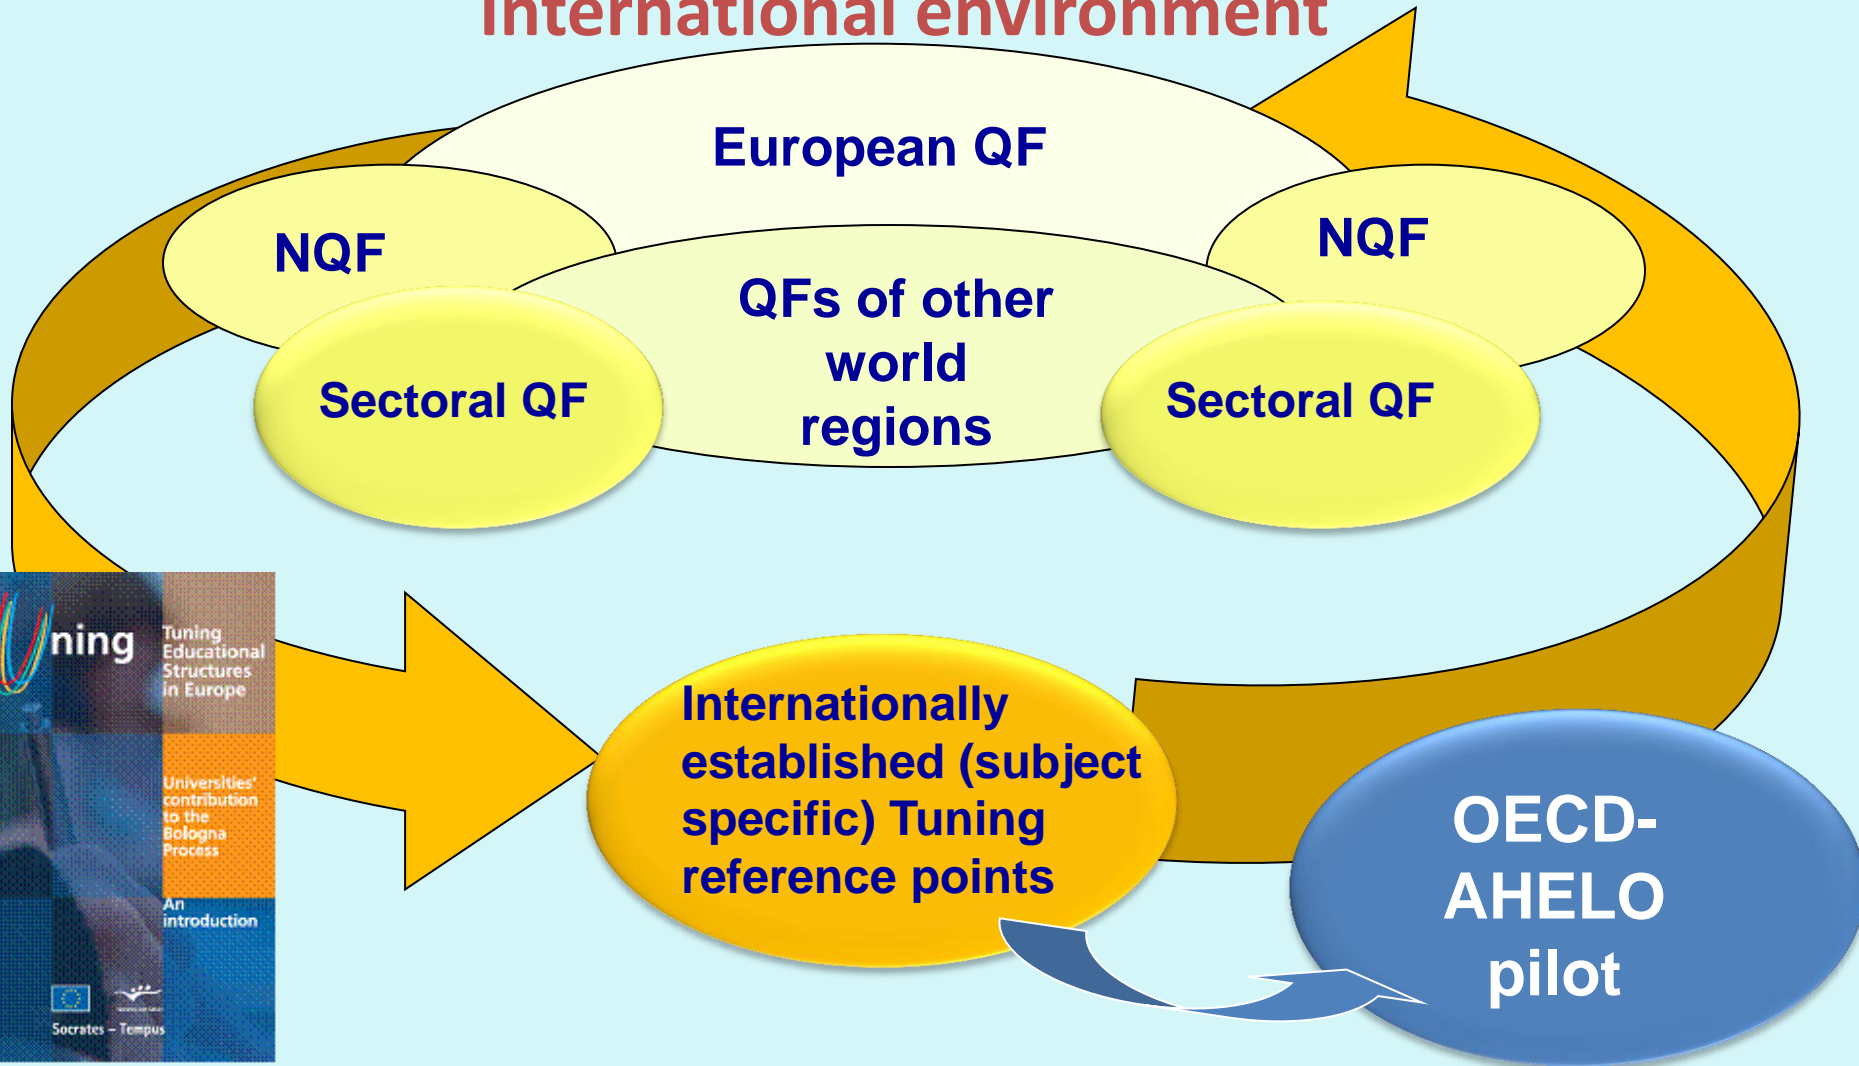 International environment
European QF
NQF
NQF
QFs of other
world
regions
Sectoral QF
Sectoral QF
ning
Tuning
Educational
Structures
in Europe
Universities'
contribution
to the
Bologna
Process
An
introduction
Socrates – Tempus
Internationally
established (subject
specific) Tuning
reference points
OECD-
AHELO
pilot